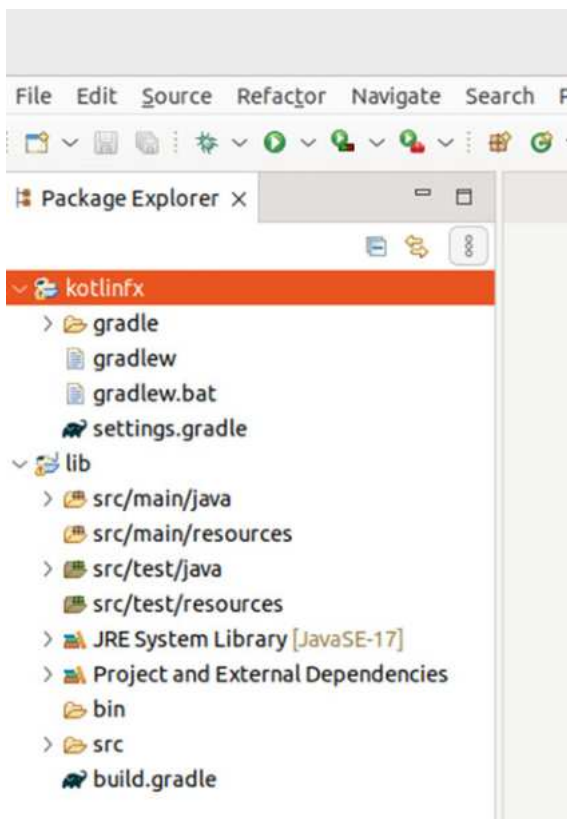 File Edit Source Refactor Navigate Search
Package Explorer
kotlinfx
gradle
gradlew
gradlew.bat
settings.gradle
lib
src/main/java
src/main/resources
src/test/java
src/test/resources
JRE System Library [JavaSE-17]
Project and External Dependencies
bin
src
build.gradle